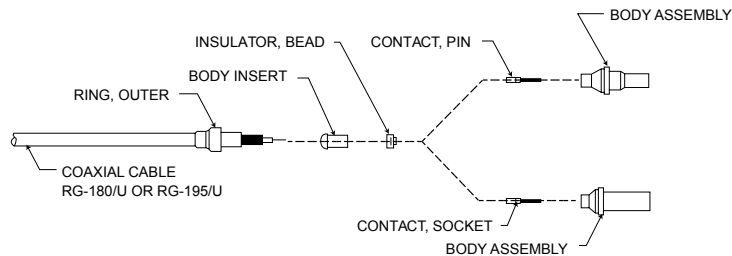 BODY ASSEMBLY
INSULATOR, BEAD
CONTACT, PIN
BODY INSERT
RING, OUTER
COAXIAL CABLE
RG-180/U OR RG-195/U
CONTACT, SOCKET
BODY ASSEMBLY